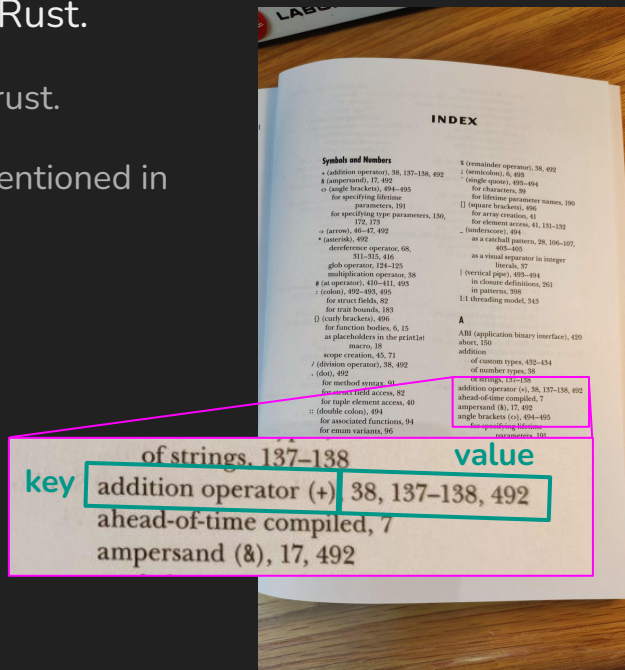 Rust.
rust.
entioned in
LABO
INDEX
Symbols and Numbers
+ (addition operator), 38, 137–138, 492
& (ampersand), 17, 492
<> (angle brackets), 494–495
for specifying lifetime
parameters, 191
for specifying type parameters, 130,
172, 173
-> (arrow), 46–47, 492
* (asterisk), 492
dereference operator, 68,
311–315, 416
glob operator, 124–125
multiplication operator, 38
# (at operator), 410–411, 493
: (colon), 492–493, 495
for struct fields, 82
for trait bounds, 183
{} (curly brackets), 496
for function bodies, 6, 15
as placeholders in the println!
macro, 18
scope creation, 45, 71
/ (division operator), 38, 492
. (dot), 492
for method syntax, 91
for struct field access, 82
for tuple element access, 40
:: (double colon), 494
for associated functions, 94
for enum variants, 96
% (remainder operator), 38, 492
; (semicolon), 6, 493
' (single quote), 493–494
for characters, 39
for lifetime parameter names, 190
[] (square brackets), 496
for array creation, 41
for element access, 41, 131–132
_ (underscore), 494
as a catchall pattern, 28, 106–107,
403–405
as a visual separator in integer
literals, 37
| (vertical pipe), 493–494
in closure definitions, 261
in patterns, 398
1:1 threading model, 343
A
ABI (application binary interface), 420
abort, 150
addition
of custom types, 432–434
of number types, 38
of strings, 137–138
addition operator (+), 38, 137–138, 492
ahead-of-time compiled, 7
ampersand (&), 17, 492
angle brackets (<>), 494–495
for specifying lifetime
parameters, 191
of strings, 137–138
value
key
addition operator (+), 38, 137–138, 492
ahead-of-time compiled, 7
ampersand (&), 17, 492